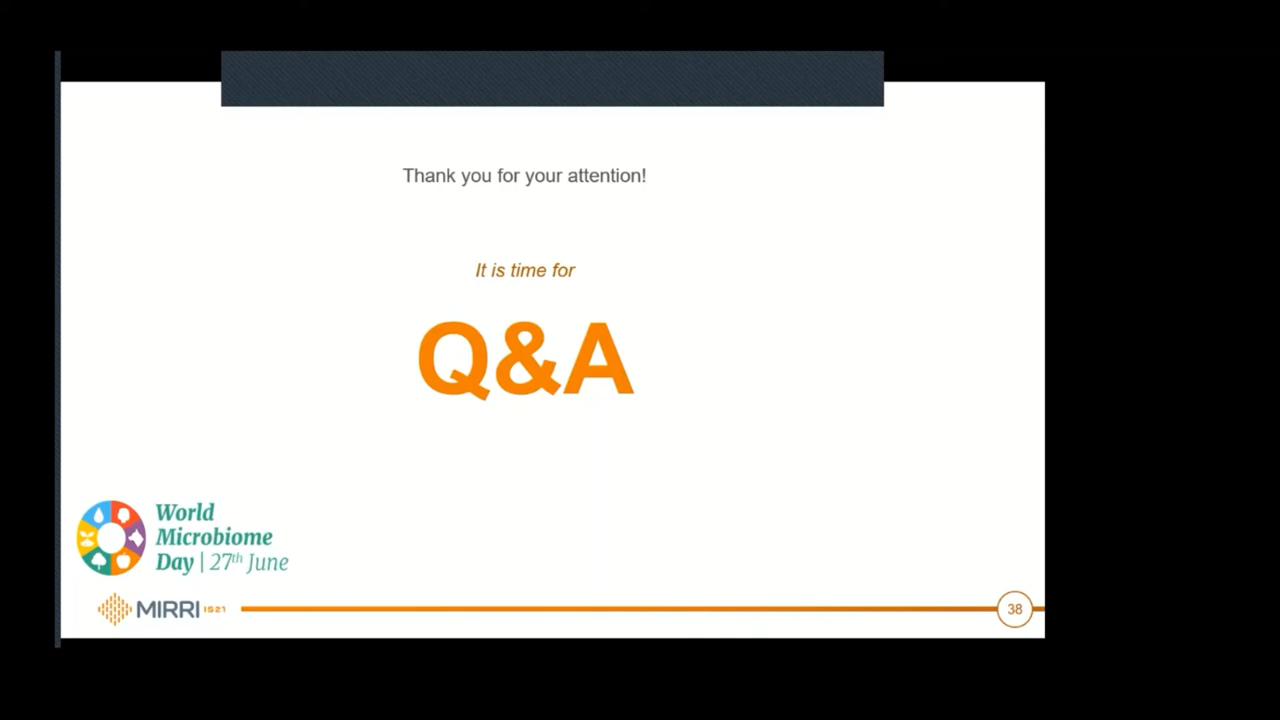 Thank you for your attention!
It is time for
Q&A
World
Microbiome
Day | 27th June
MIRRI IS21
38